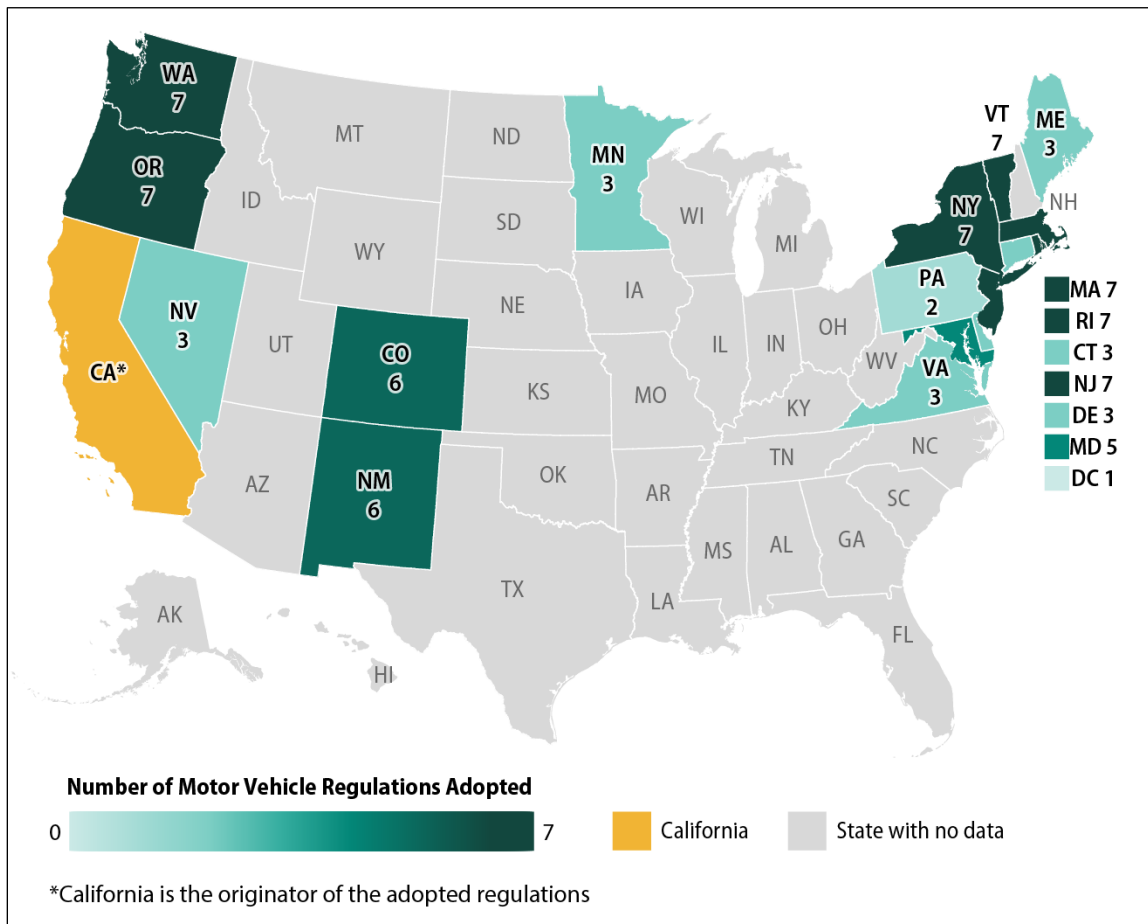 WA
7
MT
ND
MN
3
VT
7
ME
3
OR
7
ID
SD
WI
MI
NY
7
NH
WY
NE
IA
PA
2
MA 7
RI 7
CT 3
NJ 7
DE 3
MD 5
DC 1
NV
3
UT
CO
6
IL
IN
OH
WV
VA
3
CA*
KS
MO
KY
AZ
NM
6
OK
AR
TN
NC
SC
MS
AL
GA
TX
LA
FL
AK
HI
Number of Motor Vehicle Regulations Adopted
0
7
California
State with no data
*California is the originator of the adopted regulations